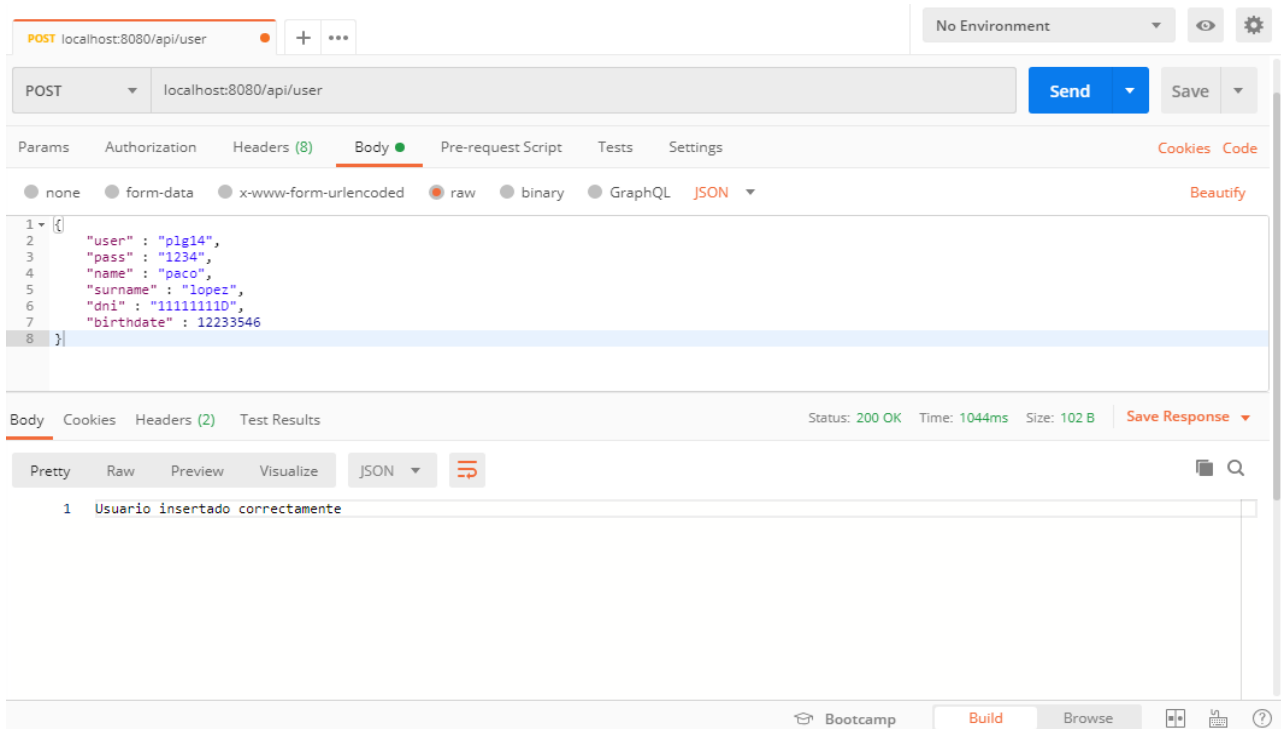 POST localhost:8080/api/user + ••• No Environment
POST localhost:8080/api/user Send Save
Params Authorization Headers (8) Body Pre-request Script Tests Settings Cookies Code
none form-data x-www-form-urlencoded raw binary GraphQL JSON Beautify
1 {
2 "user" : "plg14",
3 "pass" : "1234",
4 "name" : "paco",
5 "surname" : "lopez",
6 "dni" : "11111111D",
7 "birthdate" : 12233546
8 }
Body Cookies Headers (2) Test Results Status: 200 OK Time: 1044ms Size: 102 B Save Response
Pretty Raw Preview Visualize JSON
1 Usuario insertado correctamente
Bootcamp Build Browse ?